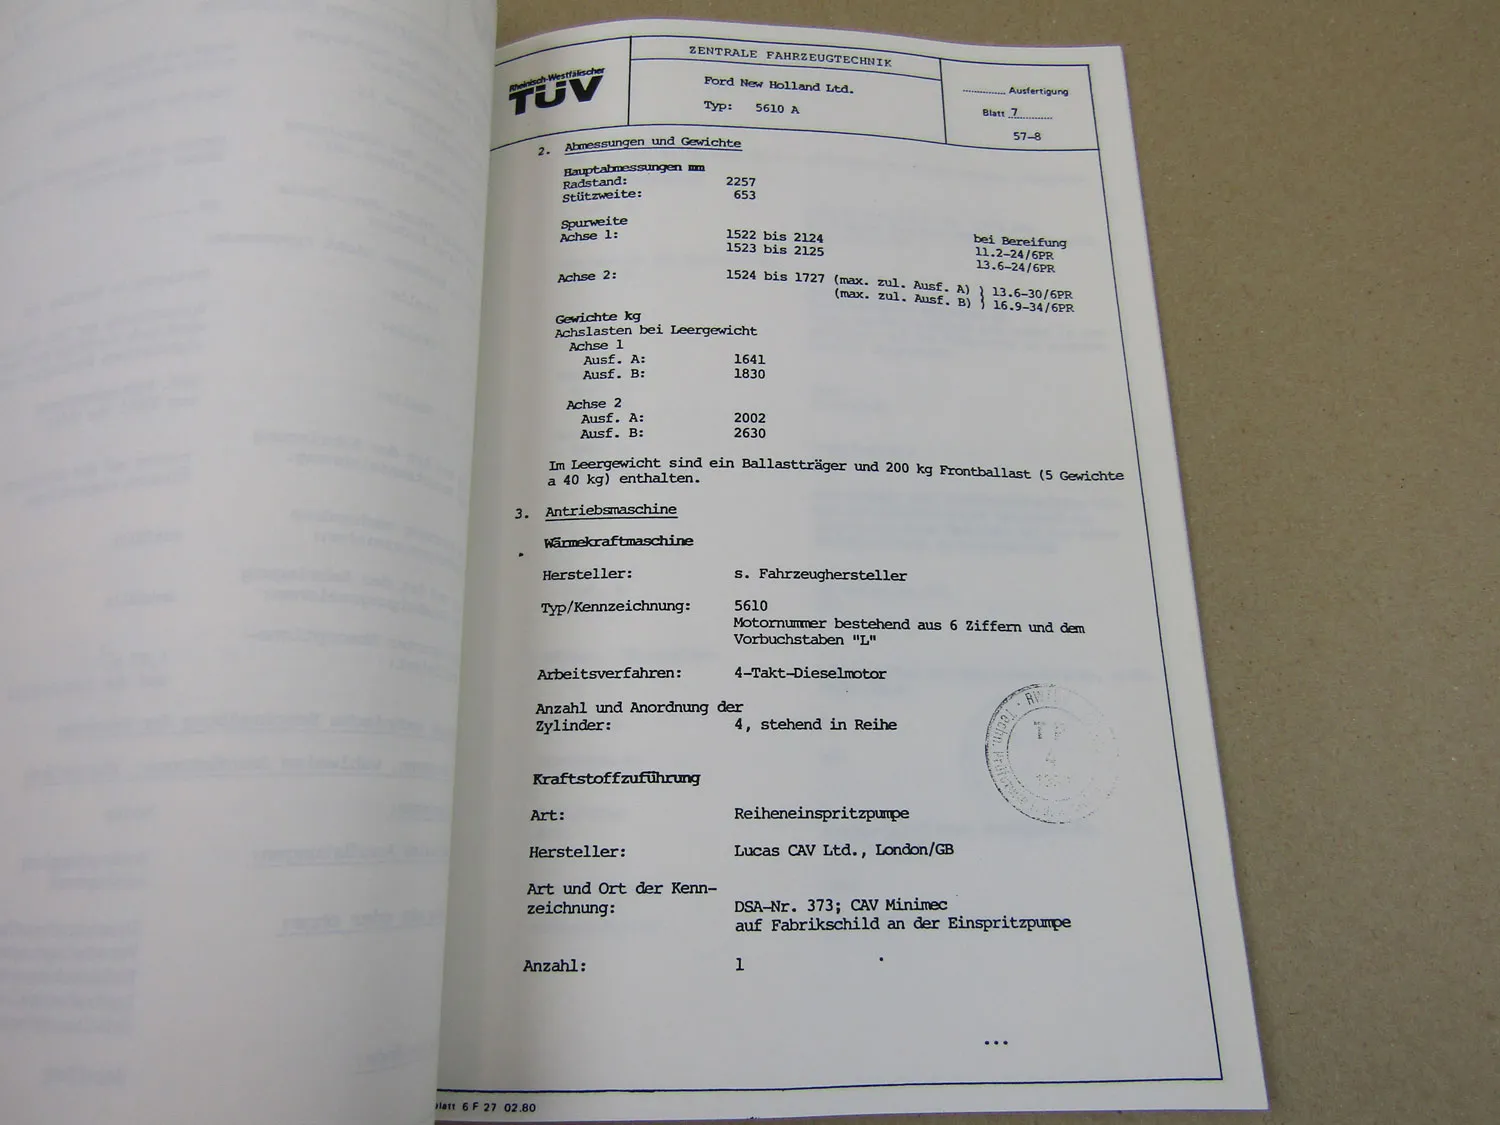 Rheinisch-Westfälischer
TÜV
ZENTRALE FAHRZEUGTECHNIK
Ford New Holland Ltd.
Typ: 5610 A
............. Ausfertigung
Blatt 7
57-8
2. Abmessungen und Gewichte
Hauptabmessungen mm
Radstand: 2257
Stützweite: 653
Spurweite
Achse 1: 1522 bis 2124 bei Bereifung
1523 bis 2125 11.2-24/6PR
13.6-24/6PR
Achse 2: 1524 bis 1727 (max. zul. Ausf. A) ) 13.6-30/6PR
(max. zul. Ausf. B) ) 16.9-34/6PR
Gewichte kg
Achslasten bei Leergewicht
Achse 1
Ausf. A: 1641
Ausf. B: 1830
Achse 2
Ausf. A: 2002
Ausf. B: 2630
Im Leergewicht sind ein Ballastträger und 200 kg Frontballast (5 Gewichte
a 40 kg) enthalten.
3. Antriebsmaschine
Wärmekraftmaschine
Hersteller: s. Fahrzeughersteller
Typ/Kennzeichnung: 5610
Motornummer bestehend aus 6 Ziffern und dem
Vorbuchstaben "L"
Arbeitsverfahren: 4-Takt-Dieselmotor
Anzahl und Anordnung der
Zylinder: 4, stehend in Reihe
Kraftstoffzuführung
Art: Reiheneinspritzpumpe
Hersteller: Lucas CAV Ltd., London/GB
Art und Ort der Kenn-
zeichnung: DSA-Nr. 373; CAV Minimec
auf Fabrikschild an der Einspritzpumpe
Anzahl: 1
...
6 F 27 02.80